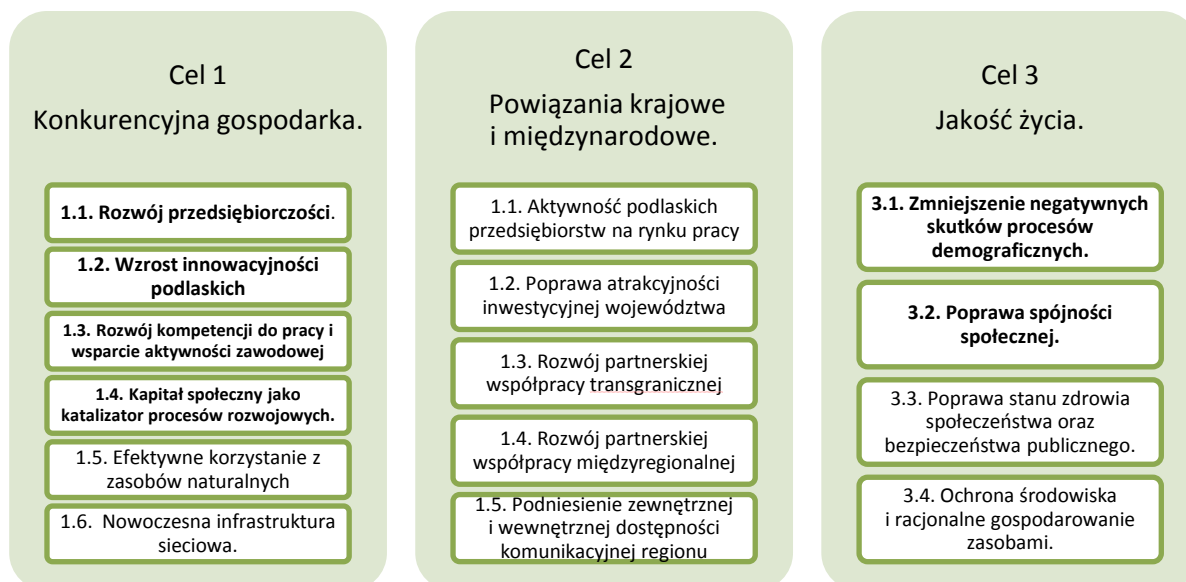 Cel 1
Konkurencyjna gospodarka.
1.1. Rozwój przedsiębiorczości.
1.2. Wzrost innowacyjności
podlaskich
1.3. Rozwój kompetencji do pracy i
wsparcie aktywności zawodowej
1.4. Kapitał społeczny jako
katalizator procesów rozwojowych.
1.5. Efektywne korzystanie z
zasobów naturalnych
1.6. Nowoczesna infrastruktura
sieciowa.
Cel 2
Powiązania krajowe
i międzynarodowe.
1.1. Aktywność podlaskich
przedsiębiorstw na rynku pracy
1.2. Poprawa atrakcyjności
inwestycyjnej województwa
1.3. Rozwój partnerskiej
współpracy transgranicznej
1.4. Rozwój partnerskiej
współpracy międzyregionalnej
1.5. Podniesienie zewnętrznej
i wewnętrznej dostępności
komunikacyjnej regionu
Cel 3
Jakość życia.
3.1. Zmniejszenie negatywnych
skutków procesów
demograficznych.
3.2. Poprawa spójności
społecznej.
3.3. Poprawa stanu zdrowia
społeczeństwa oraz
bezpieczeństwa publicznego.
3.4. Ochrona środowiska
i racjonalne gospodarowanie
zasobami.